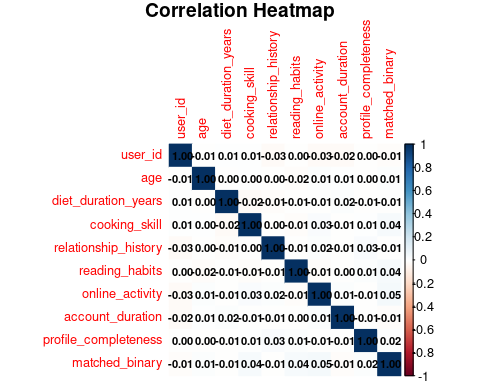 Correlation Heatmap
user_id
age
diet_duration_years
cooking_skill
relationship_history
reading_habits
online_activity
account_duration
profile_completeness
matched_binary
user_id 1.00 -0.01 0.01 0.01 -0.03 0.00 -0.03 -0.02 0.00 -0.01
age -0.01 1.00 0.00 0.00 0.00 -0.02 0.01 0.01 0.00 0.01
diet_duration_years 0.01 0.00 1.00 -0.02 -0.01 -0.01 -0.01 0.02 -0.01 -0.01
cooking_skill 0.01 0.00 -0.02 1.00 0.00 -0.01 0.03 -0.01 0.01 0.04
relationship_history -0.03 0.00 -0.01 0.00 1.00 -0.01 0.02 -0.01 0.03 -0.01
reading_habits 0.00 -0.02 -0.01 -0.01 -0.01 1.00 -0.01 0.00 0.01 0.04
online_activity -0.03 0.01 -0.01 0.03 0.02 -0.01 1.00 0.01 -0.01 0.05
account_duration -0.02 0.01 0.02 -0.01 -0.01 0.00 0.01 1.00 -0.01 -0.01
profile_completeness 0.00 0.00 -0.01 0.01 0.03 0.01 -0.01 -0.01 1.00 0.02
matched_binary -0.01 0.01 -0.01 0.04 -0.01 0.04 0.05 -0.01 0.02 1.00
1
0.8
0.6
0.4
0.2
0
-0.2
-0.4
-0.6
-0.8
-1